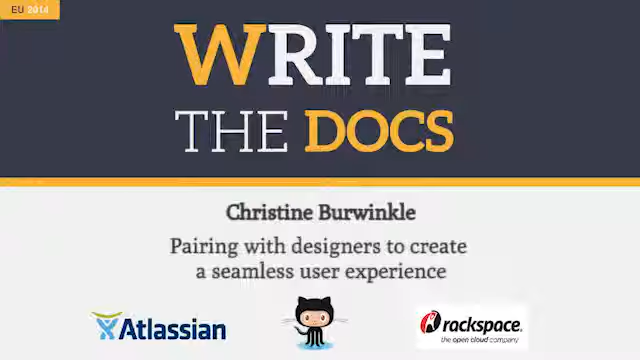 EU 2014
WRITE
THE DOCS
Christine Burwinkle
Pairing with designers to create
a seamless user experience
Atlassian
rackspace.
the open cloud company